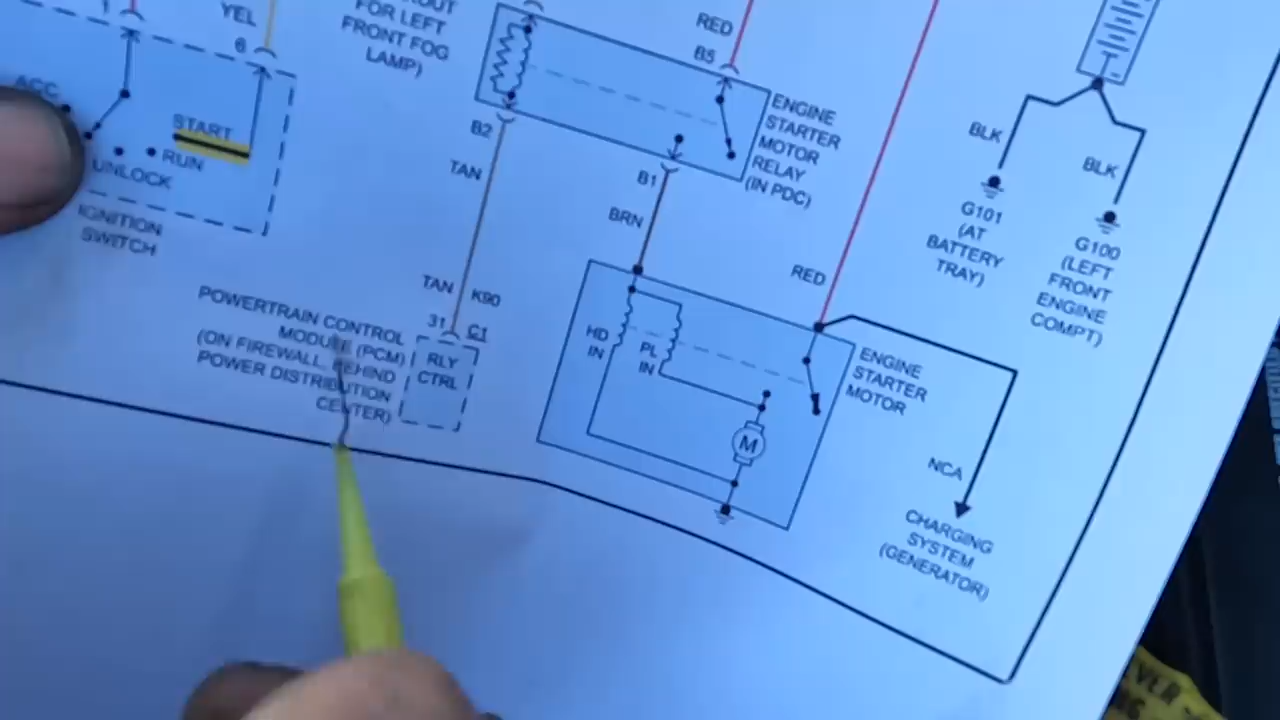 1
YEL
6
FOR LEFT
FRONT FOG
LAMP)
ACC
START
RUN
UNLOCK
IGNITION
SWITCH
B2
TAN
TAN
K90
31
C1
RLY
CTRL
POWERTRAIN CONTROL
MODULE (PCM)
(ON FIREWALL, BEHIND
POWER DISTRIBUTION
CENTER)
RED
B5
ENGINE
STARTER
MOTOR
RELAY
(IN PDC)
B1
BRN
RED
HD
IN
PL
IN
M
ENGINE
STARTER
MOTOR
BLK
BLK
G101
(AT
BATTERY
TRAY)
G100
(LEFT
FRONT
ENGINE
COMPT)
NCA
CHARGING
SYSTEM
(GENERATOR)